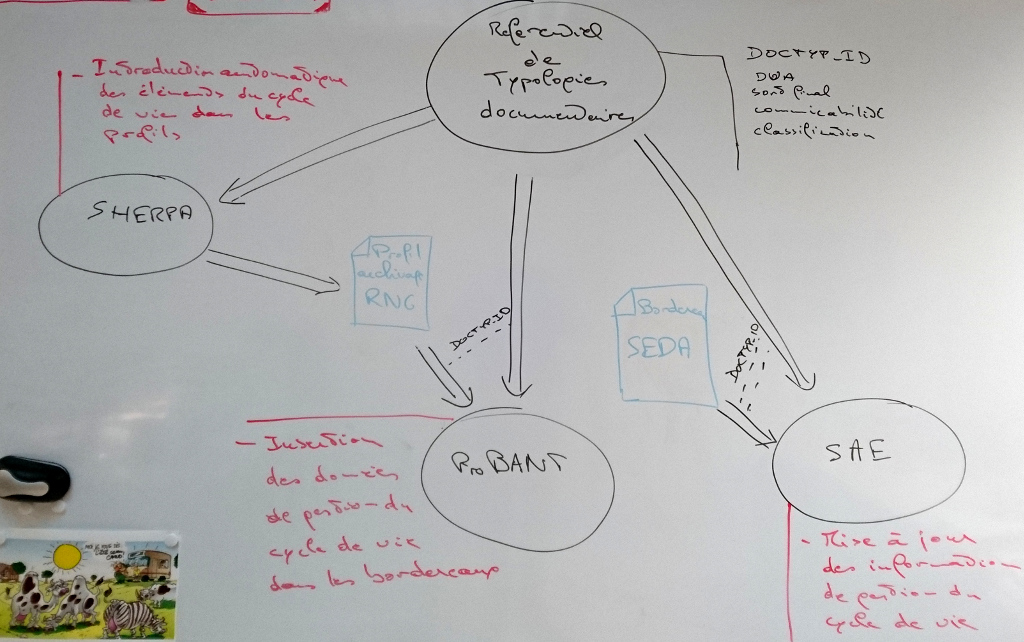 Référentiel
de
Typologies
documentaires
DOCTYP_ID
DUA
sort final
communicabilité
classification
- Introduction automatique
des éléments du cycle
de vie dans les
profils
SHERPA
Profil
archivage
RNG
DOCTYP_ID
Bordereau
SEDA
DOCTYP_ID
- Insertion
des données
de gestion du
cycle de vie
dans les bordereaux
ProBANT
SAE
- Mise à jour
des informations
de gestion du
cycle de vie